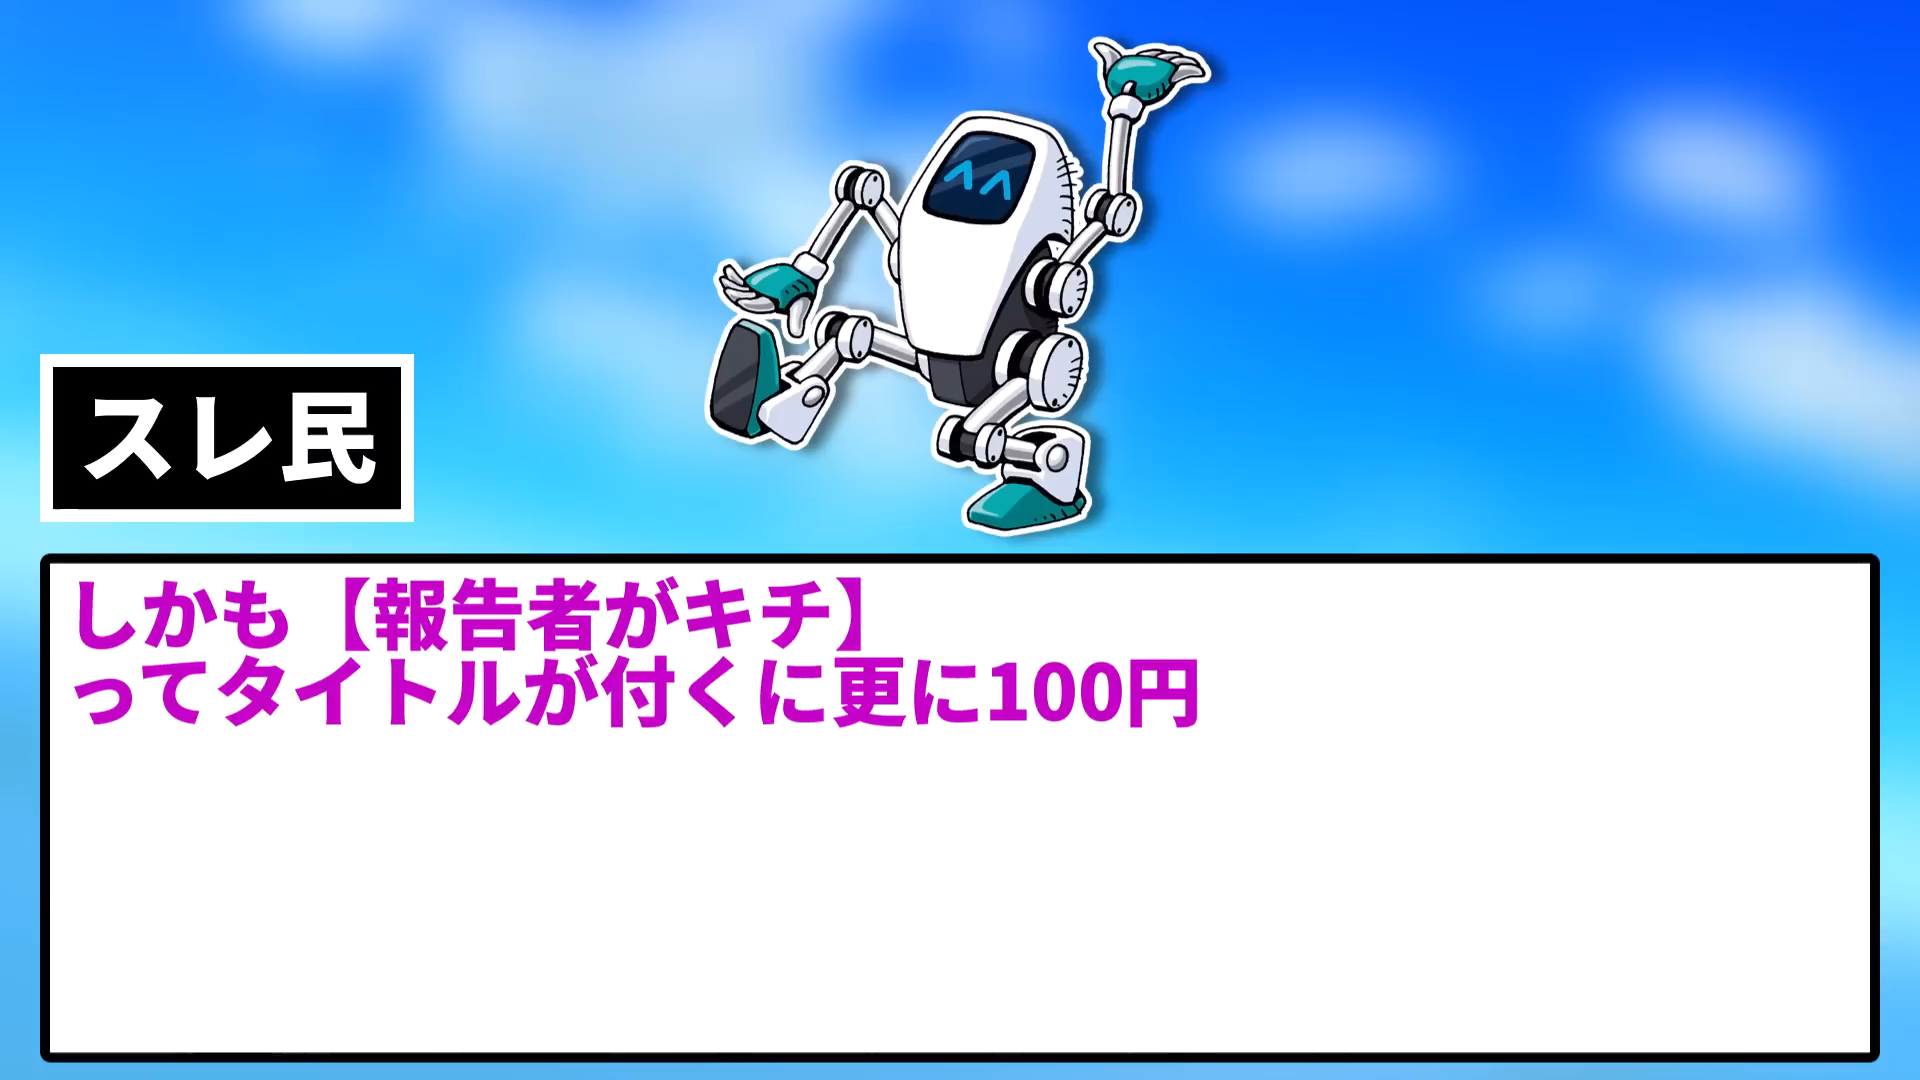 スレ民
しかも【報告者がキチ】
ってタイトルが付くに更に100円